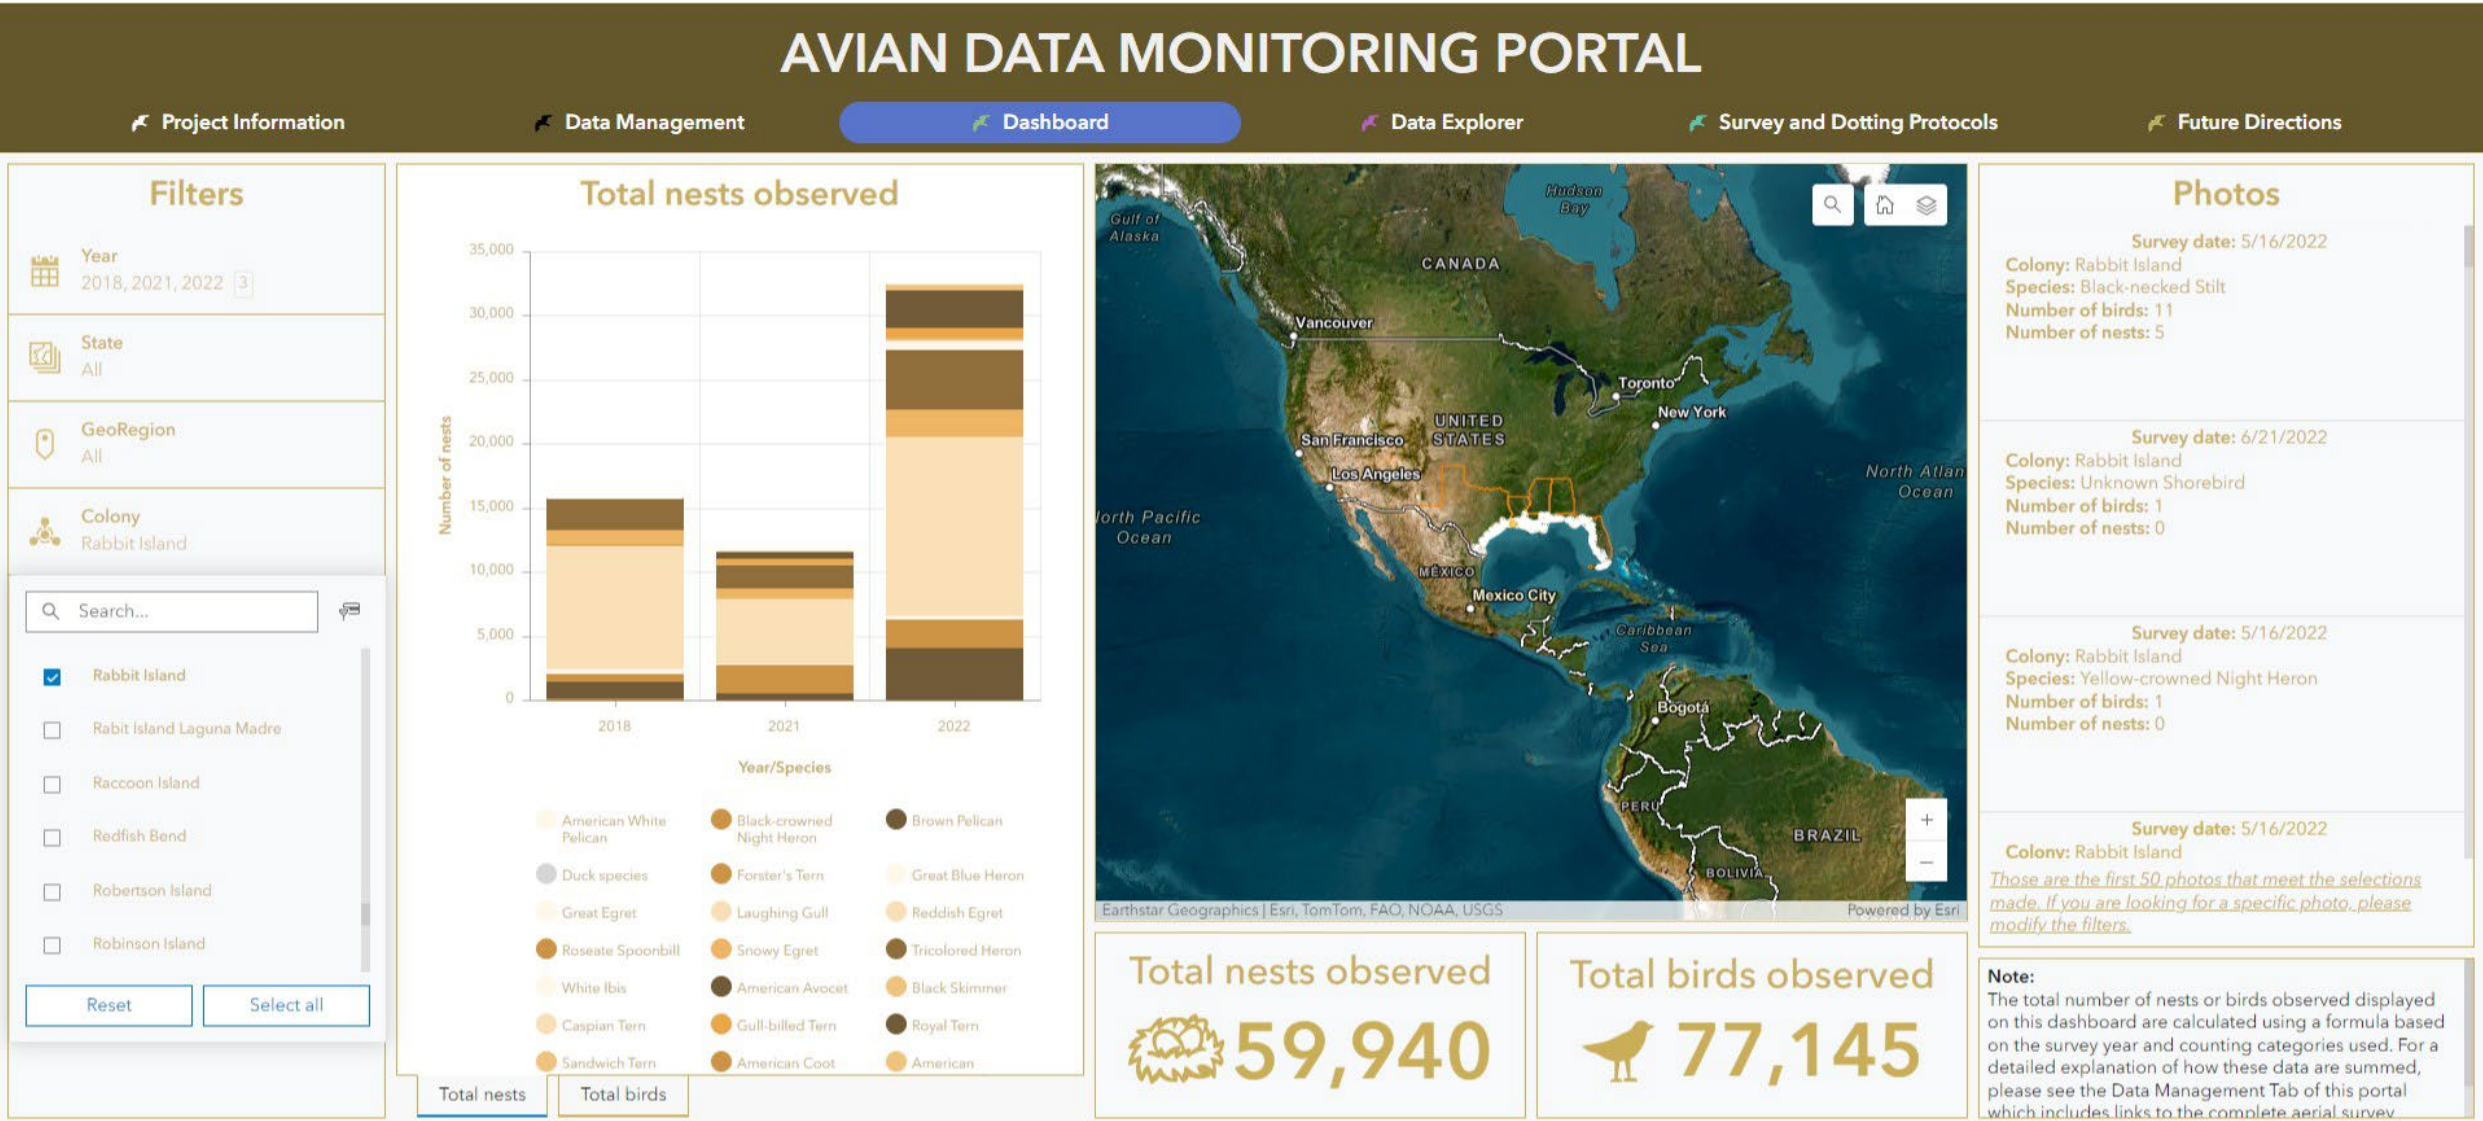 AVIAN DATA MONITORING PORTAL
Project Information
Data Management
Dashboard
Data Explorer
Survey and Dotting Protocols
Future Directions
Filters
Year
2018, 2021, 2022 3
State
All
GeoRegion
All
Colony
Rabbit Island
Search...
Rabbit Island
Rabit Island Laguna Madre
Raccoon Island
Redfish Bend
Robertson Island
Robinson Island
Reset
Select all
Total nests observed
Number of nests
35,000
30,000
25,000
20,000
15,000
10,000
5,000
0
2018
2021
2022
Year/Species
American White
Pelican
Black-crowned
Night Heron
Brown Pelican
Duck species
Forster's Tern
Great Blue Heron
Great Egret
Laughing Gull
Reddish Egret
Roseate Spoonbill
Snowy Egret
Tricolored Heron
White Ibis
American Avocet
Black Skimmer
Caspian Tern
Gull-billed Tern
Royal Tern
Sandwich Tern
American Coot
American
Total nests
Total birds
Gulf of
Alaska
Hudson
Bay
CANADA
Vancouver
Toronto
New York
UNITED
STATES
San Francisco
Los Angeles
North Atlan
Ocean
orth Pacific
Ocean
MÉXICO
Mexico City
Caribbean
Sea
Bogotá
PERU
BRAZIL
BOLIVIA
+
−
Earthstar Geographics | Esri, TomTom, FAO, NOAA, USGS
Powered by Esri
Total nests observed
59,940
Total birds observed
77,145
Photos
Survey date: 5/16/2022
Colony: Rabbit Island
Species: Black-necked Stilt
Number of birds: 11
Number of nests: 5
Survey date: 6/21/2022
Colony: Rabbit Island
Species: Unknown Shorebird
Number of birds: 1
Number of nests: 0
Survey date: 5/16/2022
Colony: Rabbit Island
Species: Yellow-crowned Night Heron
Number of birds: 1
Number of nests: 0
Survey date: 5/16/2022
Colony: Rabbit Island
Those are the first 50 photos that meet the selections
made. If you are looking for a specific photo, please
modify the filters.
Note:
The total number of nests or birds observed displayed
on this dashboard are calculated using a formula based
on the survey year and counting categories used. For a
detailed explanation of how these data are summed,
please see the Data Management Tab of this portal
which includes links to the complete aerial survey